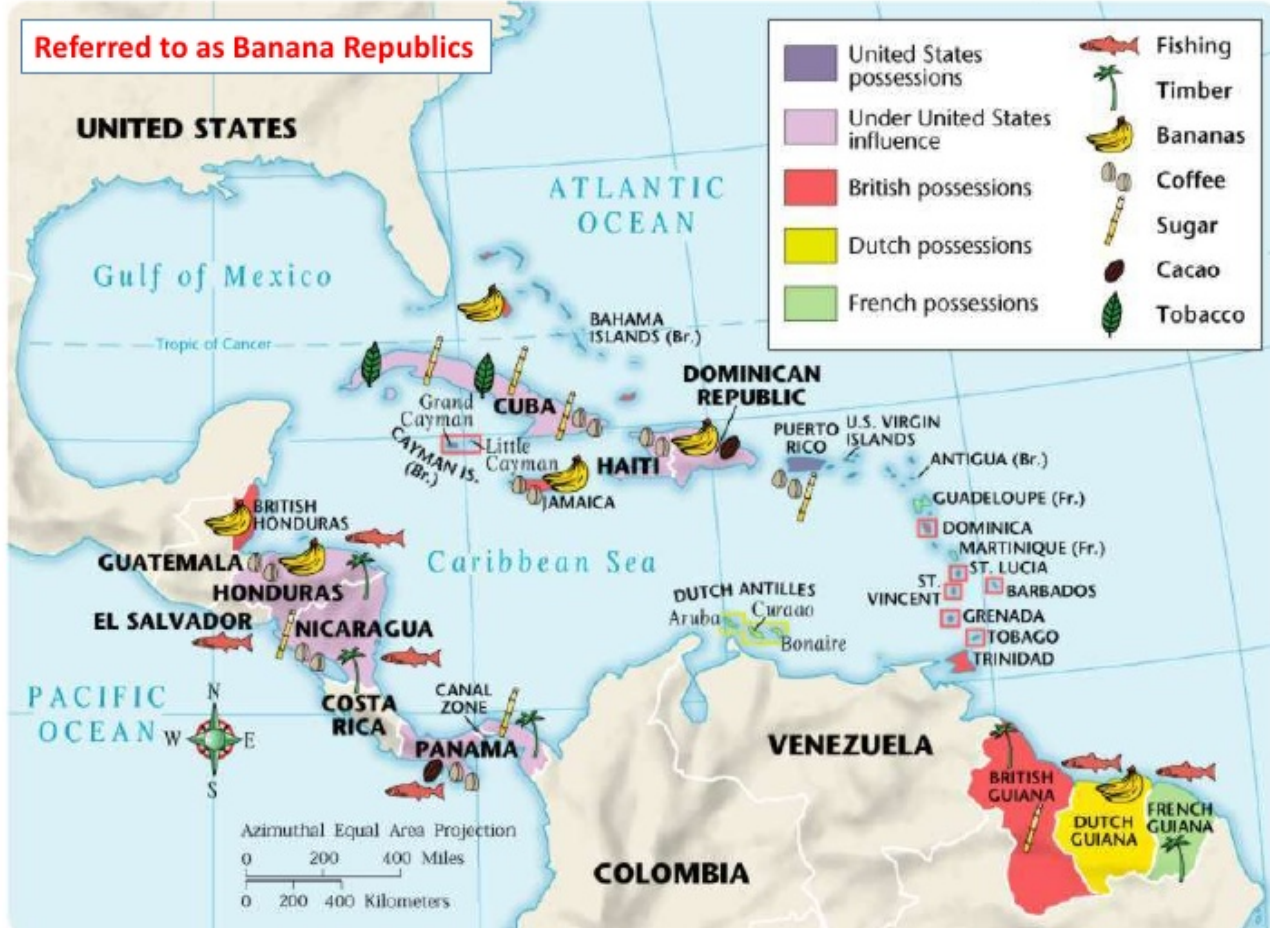 Referred to as Banana Republics
UNITED STATES
ATLANTIC
OCEAN
Gulf of Mexico
Tropic of Cancer
United States
possessions
Under United States
influence
British possessions
Dutch possessions
French possessions
Fishing
Timber
Bananas
Coffee
Sugar
Cacao
Tobacco
BAHAMA
ISLANDS (Br.)
CUBA
Grand
Cayman
Little
Cayman
CAYMAN IS.
(Br.)
JAMAICA
HAITI
DOMINICAN
REPUBLIC
PUERTO
RICO
U.S. VIRGIN
ISLANDS
ANTIGUA (Br.)
GUADELOUPE (Fr.)
DOMINICA
MARTINIQUE (Fr.)
ST. LUCIA
ST.
VINCENT
BARBADOS
GRENADA
TOBAGO
TRINIDAD
BRITISH
HONDURAS
GUATEMALA
HONDURAS
EL SALVADOR
NICARAGUA
Caribbean Sea
DUTCH ANTILLES
Aruba
Curaao
Bonaire
PACIFIC
OCEAN
N
W
E
S
COSTA
RICA
CANAL
ZONE
PANAMA
VENEZUELA
COLOMBIA
BRITISH
GUIANA
DUTCH
GUIANA
FRENCH
GUIANA
Azimuthal Equal Area Projection
0 200 400 Miles
0 200 400 Kilometers